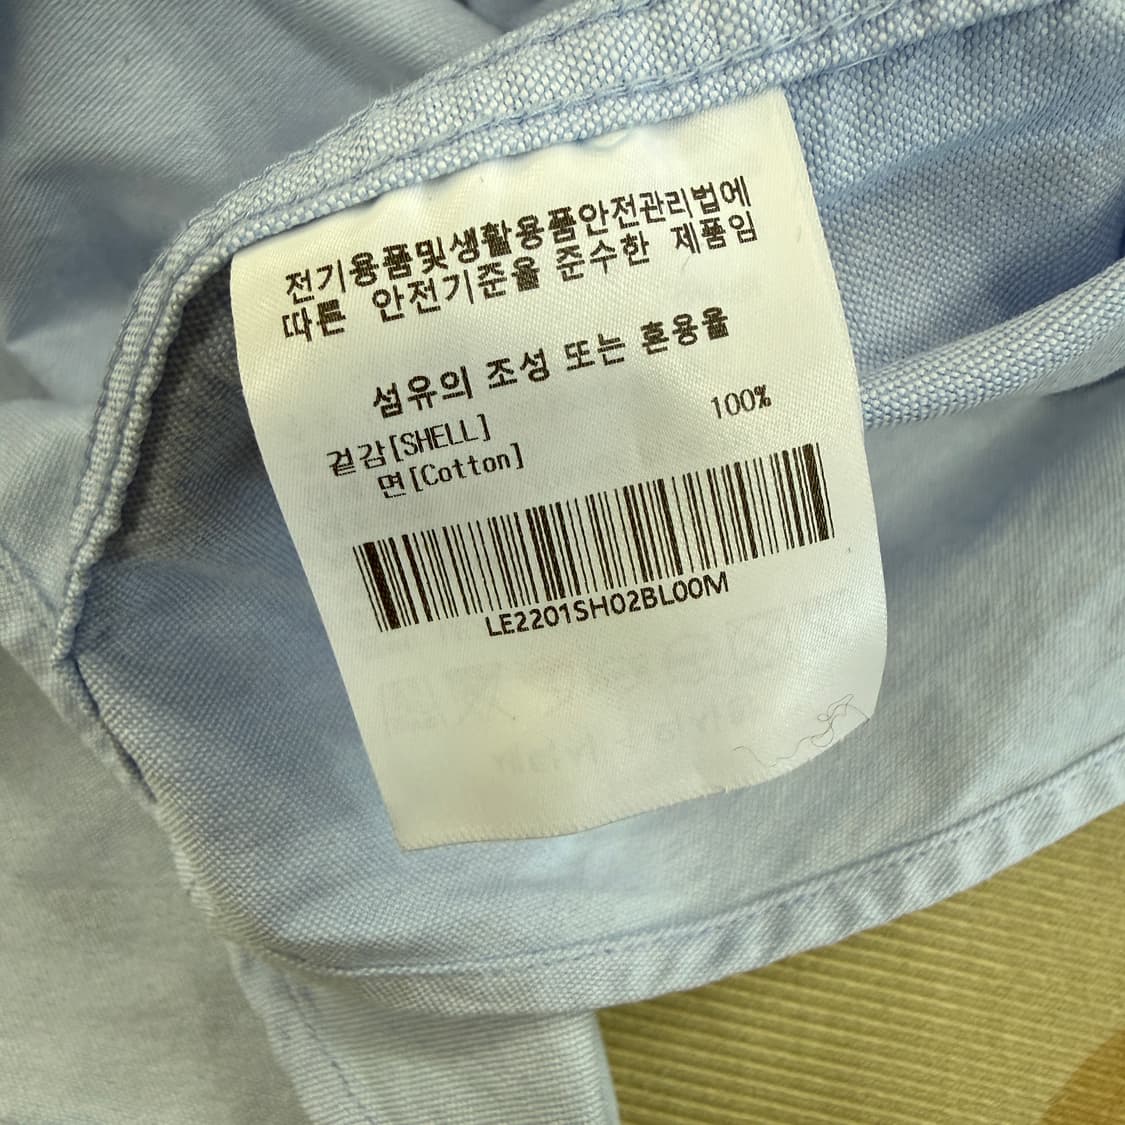 전기용품및생활용품안전관리법에
따른 안전기준을 준수한 제품임
섬유의 조성 또는 혼용율
겉감[SHELL] 100%
면[Cotton]
LE2201SH02BL00M